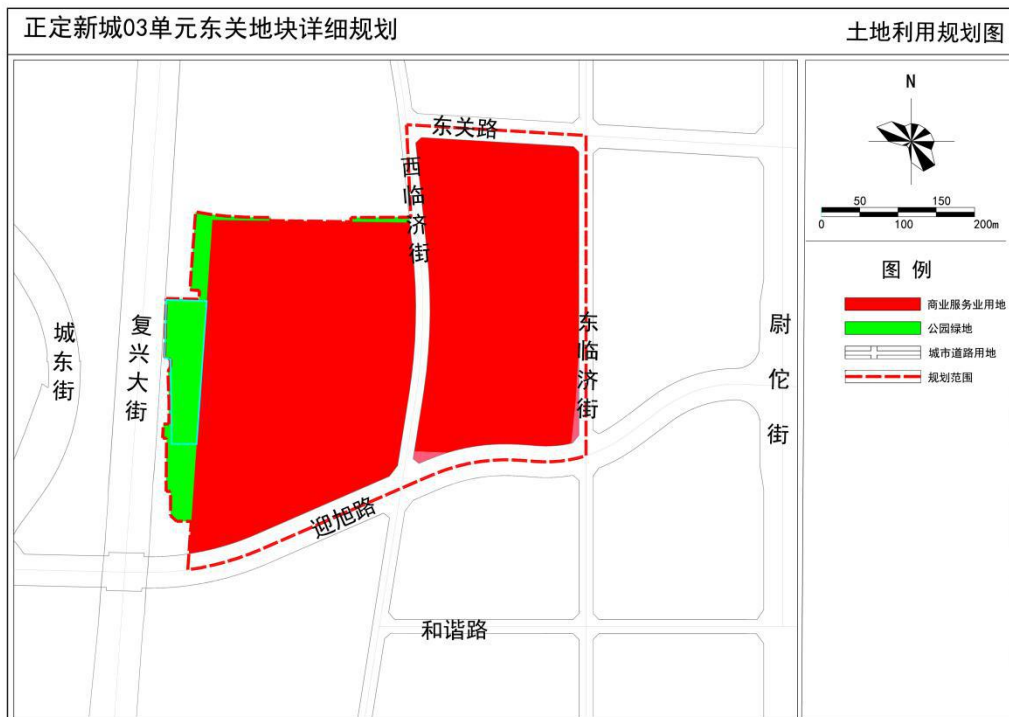 正定新城03单元东关地块详细规划
土地利用规划图
N
50 150
0 100 200m
图例
商业服务业用地
公园绿地
城市道路用地
规划范围
东关路
西临济街
城东街
复兴大街
东临济街
尉佗街
迎旭路
和谐路